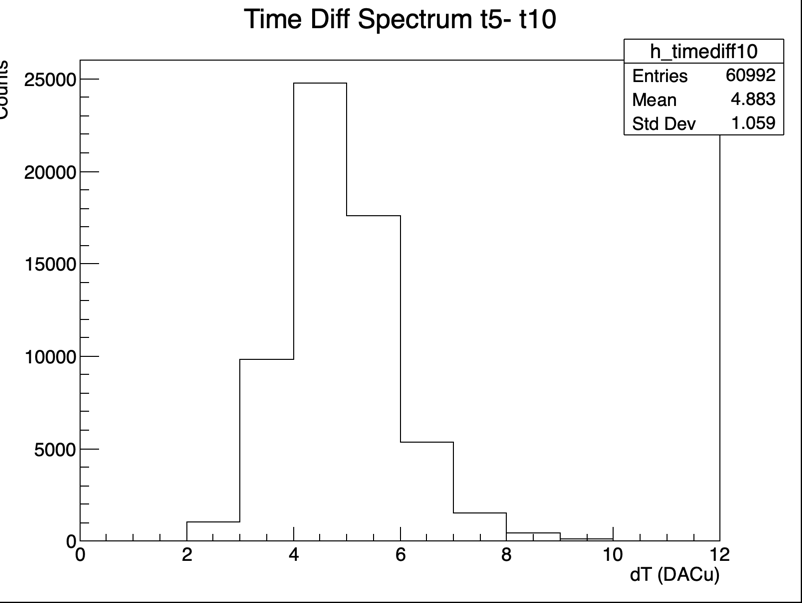 Time Diff Spectrum t5- t10
h_timediff10
Entries 60992
Mean 4.883
Std Dev 1.059
Counts
25000
20000
15000
10000
5000
0
0 2 4 6 8 10 12
dT (DACu)